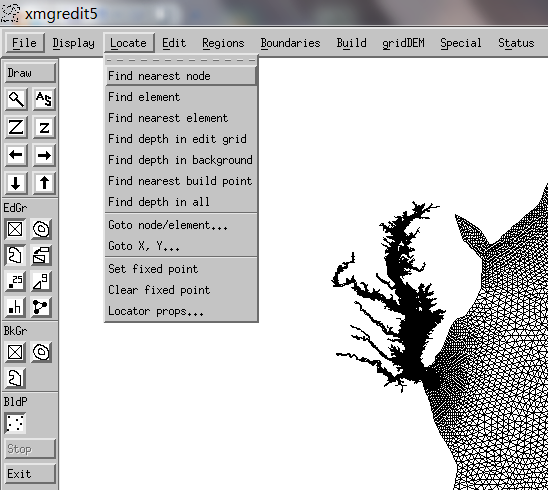 xmgredit5
File Display Locate Edit Regions Boundaries Build gridDEM Special Status
Draw
Find nearest node
Find element
Find nearest element
Find depth in edit grid
Find depth in background
Find nearest build point
Find depth in all
Goto node/element...
Goto X, Y...
Set fixed point
Clear fixed point
Locator props...
AS
Z z
EdGr
.25
.h
BkGr
BldP
Stop
Exit